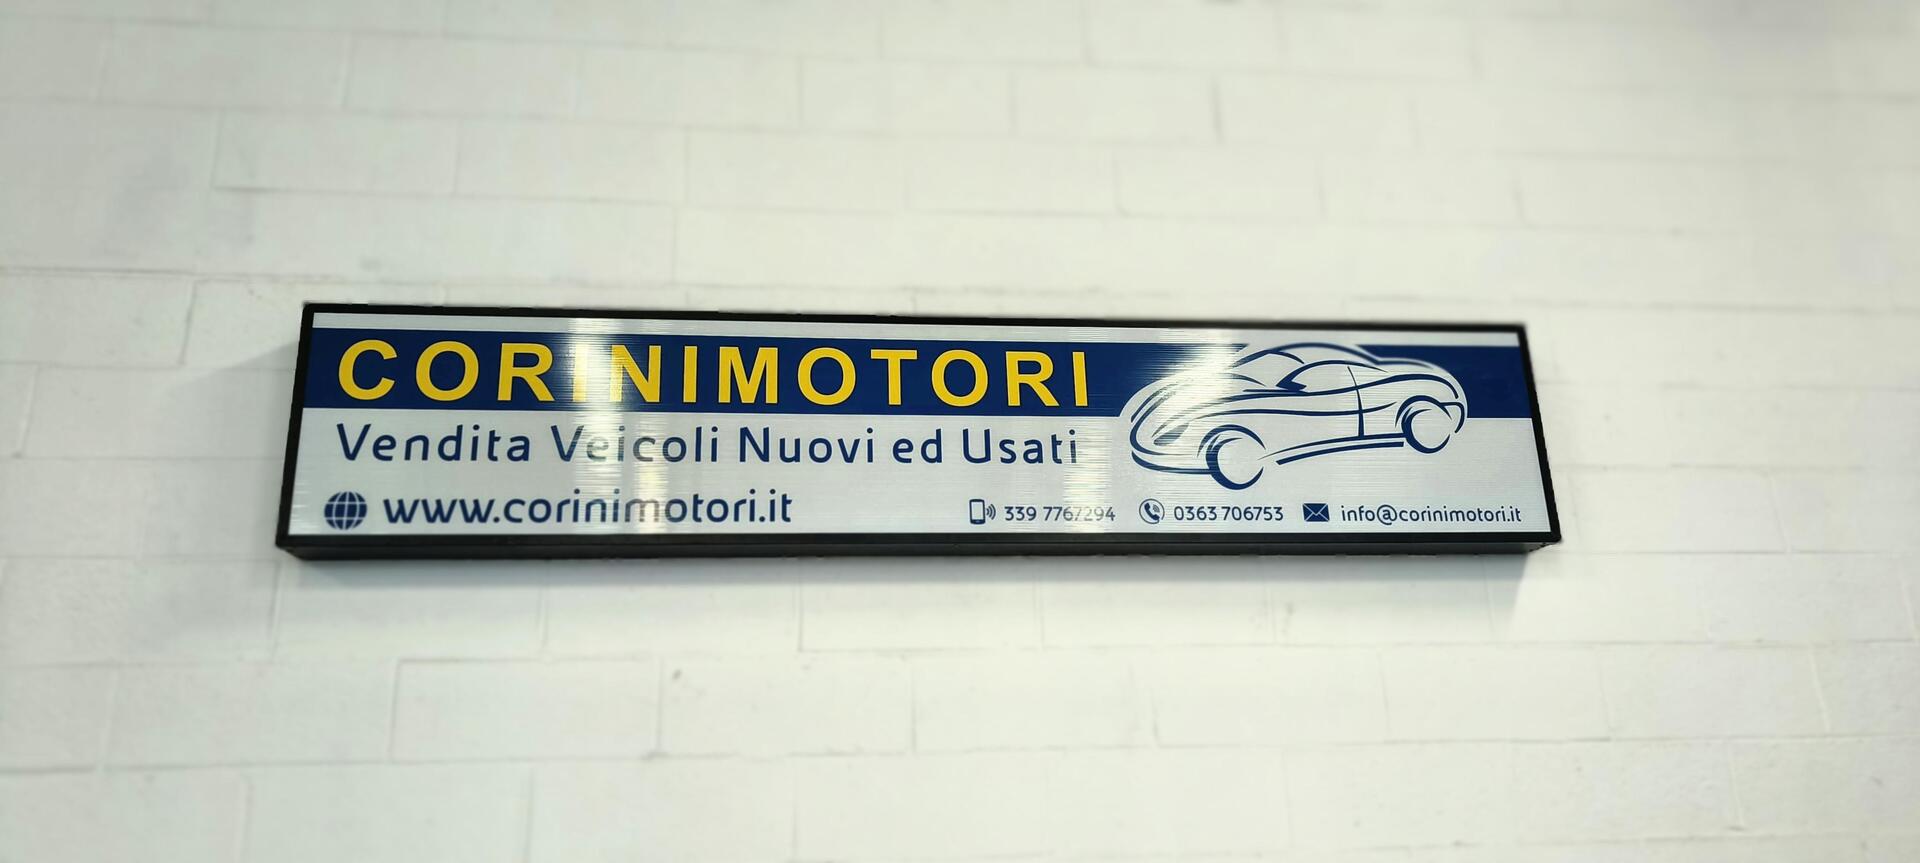 CORINIMOTORI
Vendita Veicoli Nuovi ed Usati
www.corinimotori.it 339 7767294 0363 706753 info@corinimotori.it